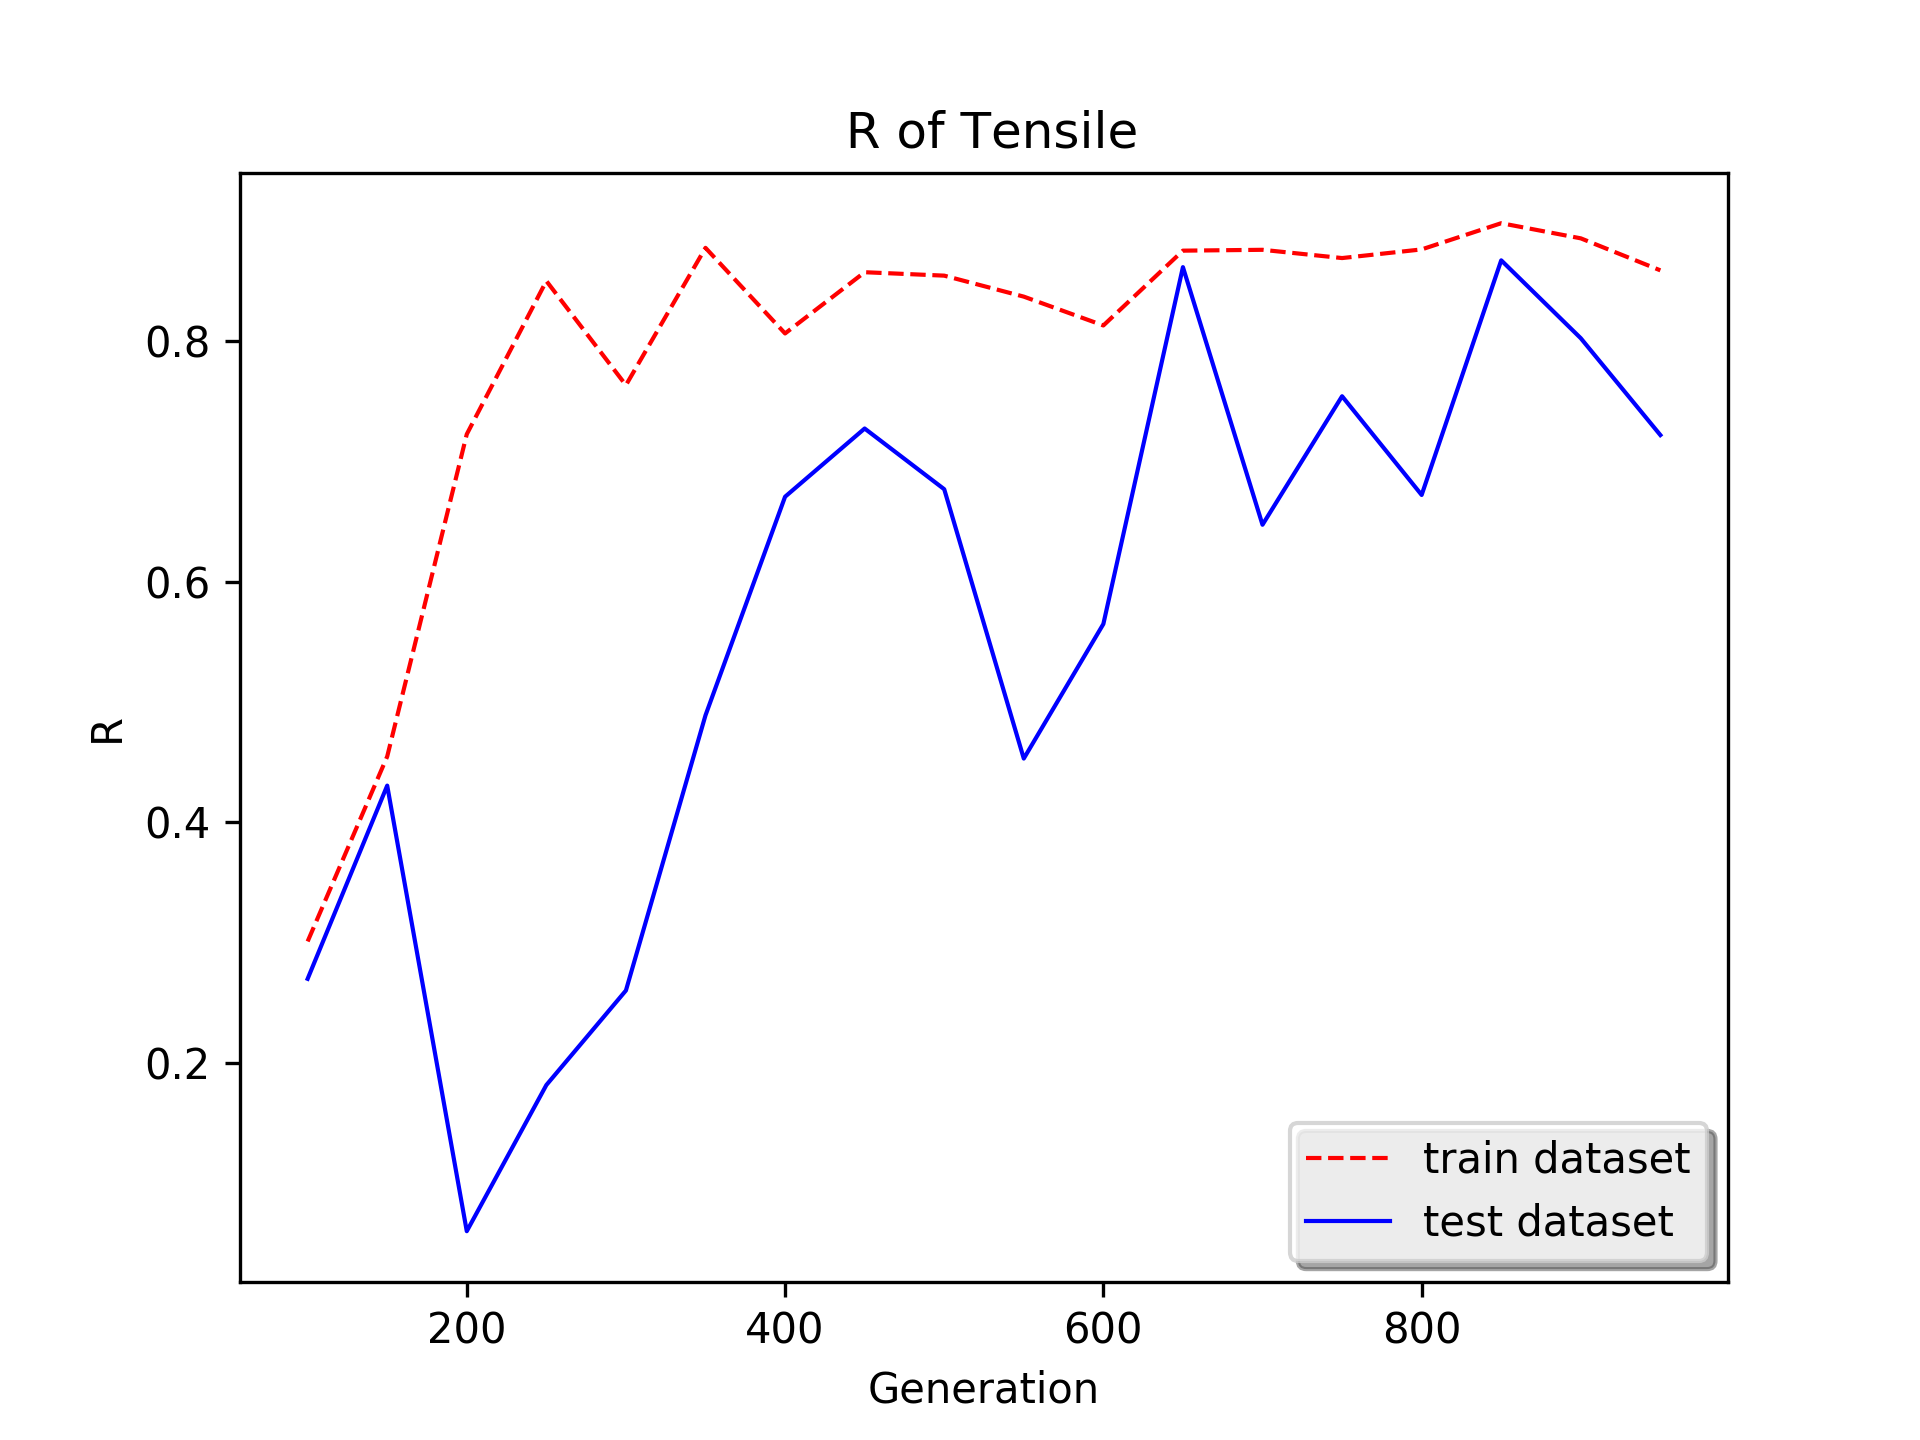 R of Tensile
R
0.8
0.6
0.4
0.2
200 400 600 800
Generation
train dataset
test dataset